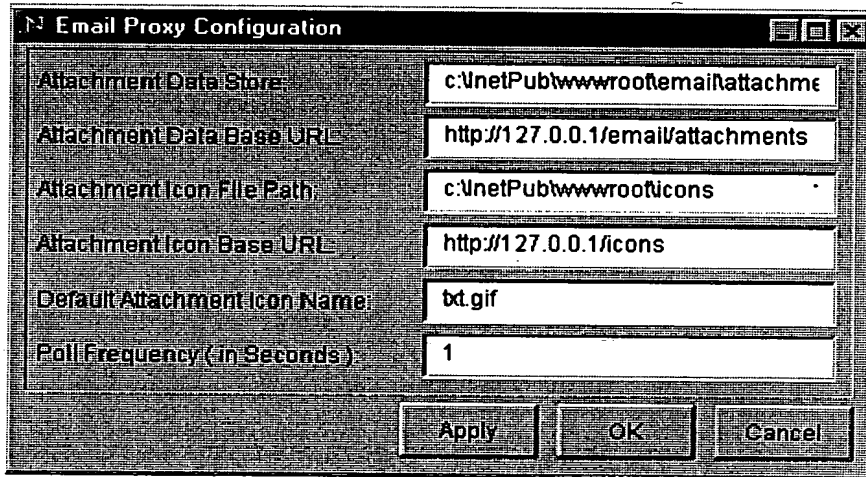 Email Proxy Configuration
Attachment Data Store: c:\InetPub\wwwroot\email\attachme
Attachment Data Base URL: http://127.0.0.1/email/attachments
Attachment Icon File Path: c:\InetPub\wwwroot\icons
Attachment Icon Base URL: http://127.0.0.1/icons
Default Attachment Icon Name: txt.gif
Poll Frequency ( in Seconds ): 1
Apply OK Cancel